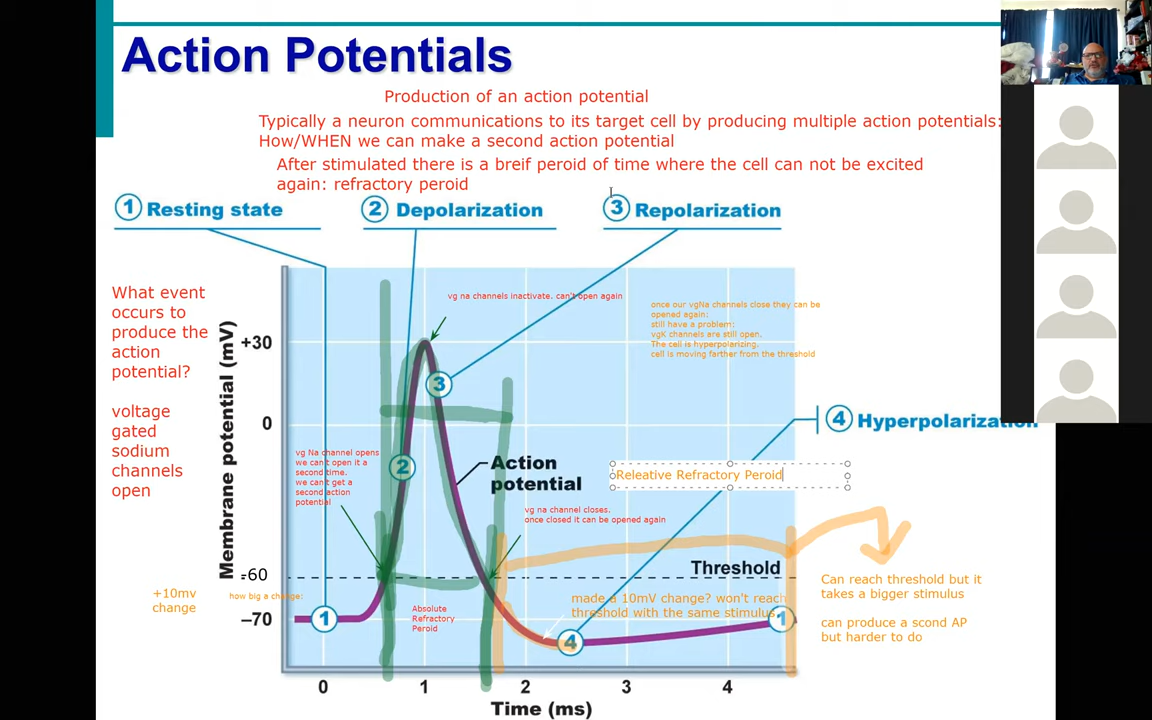 Action Potentials
Production of an action potential
Typically a neuron communications to its target cell by producing multiple action potentials:
How/WHEN we can make a second action potential
After stimulated there is a breif peroid of time where the cell can not be excited
again: refractory peroid
1 Resting state
2 Depolarization
3 Repolarization
What event
occurs to
produce the
action
potential?
voltage
gated
sodium
channels
open
vg na channels inactivate. can't open again
once our vgNa channels close they can be
opened again:
still have a problem:
vgK channels are still open.
The cell is hyperpolarizing.
cell is moving farther from the threshold
Membrane potential (mV)
+30
0
-60
–70
3
2
4 Hyperpolarization
vg Na channel opens
we can't open it a
second time.
we can't get a
second action
potential
Action
potential
Releative Refractory Peroid
vg na channel closes.
once closed it can be opened again
Threshold
+10mv
change
how big a change:
Absolute
Refractory
Peroid
made a 10mV change? won't reach
threshold with the same stimulus.
Can reach threshold but it
takes a bigger stimulus
can produce a scond AP
but harder to do
1
4
1
0 1 2 3 4
Time (ms)